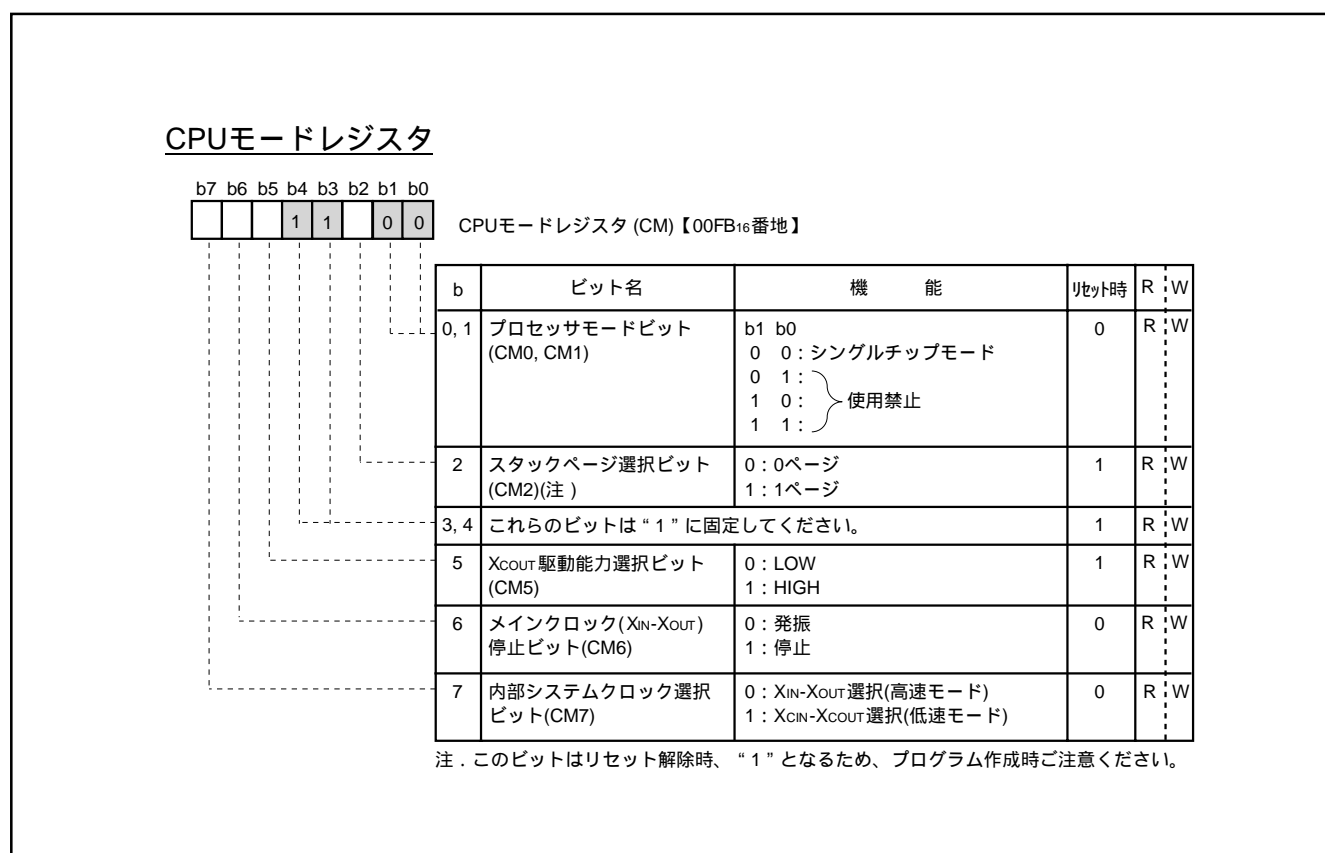 CPUモードレジスタ
b7 b6 b5 b4 b3 b2 b1 b0
1 1 0 0
CPUモードレジスタ (CM)【00FB16番地】
b ビット名 機 能 リセット時 R W
0, 1 プロセッサモードビット b1 b0 0 R W
(CM0, CM1) 0 0：シングルチップモード
0 1：
1 0： 使用禁止
1 1：
2 スタックページ選択ビット 0：0ページ 1 R W
(CM2)(注） 1：1ページ
3, 4 これらのビットは“1”に固定してください。 1 R W
5 XCOUT駆動能力選択ビット 0：LOW 1 R W
(CM5) 1：HIGH
6 メインクロック(XIN-XOUT) 0：発振 0 R W
停止ビット(CM6) 1：停止
7 内部システムクロック選択 0：XIN-XOUT選択(高速モード) 0 R W
ビット(CM7) 1：XCIN-XCOUT選択(低速モード)
注．このビットはリセット解除時、“1”となるため、プログラム作成時ご注意ください。